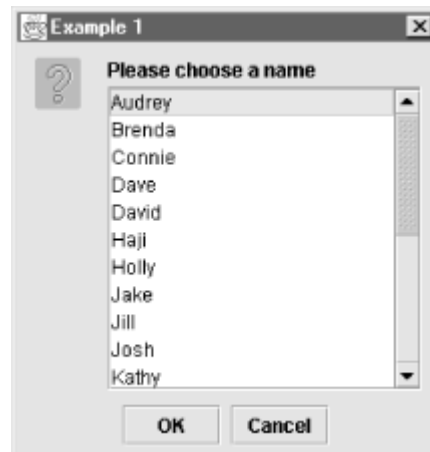 Example 1
Please choose a name
Audrey
Brenda
Connie
Dave
David
Haji
Holly
Jake
Jill
Josh
Kathy
OK Cancel